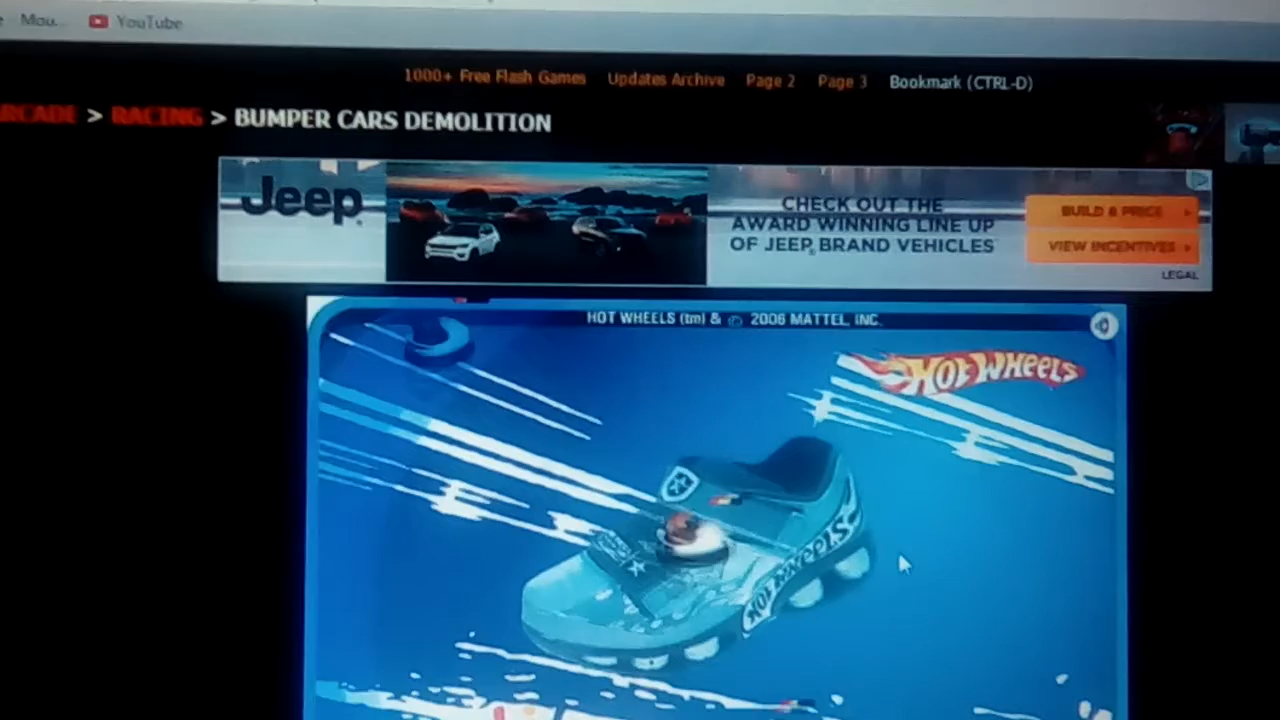 Mou... YouTube
1000+ Free Flash Games Updates Archive Page 2 Page 3 Bookmark (CTRL-D)
RCADE > RACING > BUMPER CARS DEMOLITION
Jeep
CHECK OUT THE
AWARD WINNING LINE UP
OF JEEP® BRAND VEHICLES
BUILD & PRICE
VIEW INCENTIVES
LEGAL
HOT WHEELS (tm) & © 2006 MATTEL, INC.
HOT WHEELS
HOT WHEELS